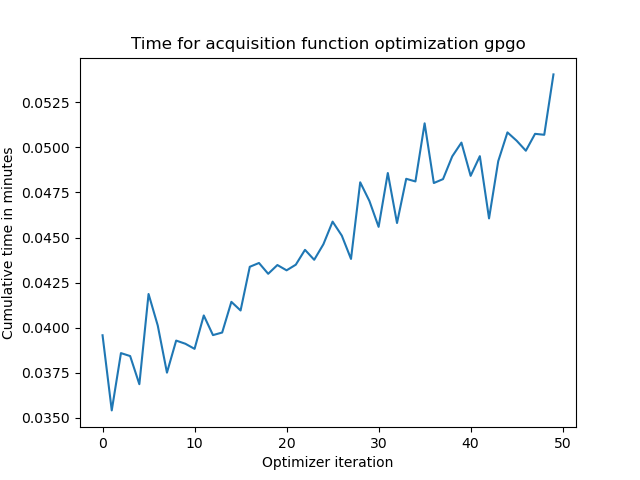 Time for acquisition function optimization gpgo
Cumulative time in minutes
0.0525
0.0500
0.0475
0.0450
0.0425
0.0400
0.0375
0.0350
0 10 20 30 40 50
Optimizer iteration